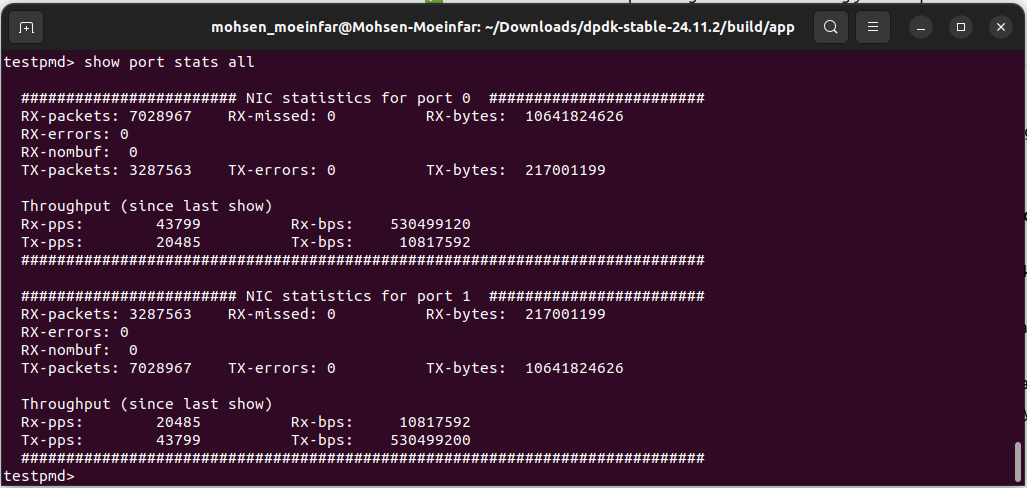 mohsen_moeinfar@Mohsen-Moeinfar: ~/Downloads/dpdk-stable-24.11.2/build/app
testpmd> show port stats all
######################## NIC statistics for port 0 ########################
RX-packets: 7028967 RX-missed: 0 RX-bytes: 10641824626
RX-errors: 0
RX-nombuf: 0
TX-packets: 3287563 TX-errors: 0 TX-bytes: 217001199
Throughput (since last show)
Rx-pps: 43799 Rx-bps: 530499120
Tx-pps: 20485 Tx-bps: 10817592
############################################################################
######################## NIC statistics for port 1 ########################
RX-packets: 3287563 RX-missed: 0 RX-bytes: 217001199
RX-errors: 0
RX-nombuf: 0
TX-packets: 7028967 TX-errors: 0 TX-bytes: 10641824626
Throughput (since last show)
Rx-pps: 20485 Rx-bps: 10817592
Tx-pps: 43799 Tx-bps: 530499200
############################################################################
testpmd>